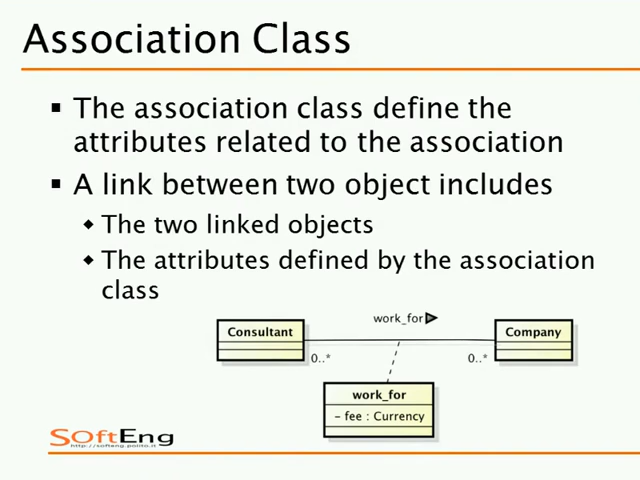 Association Class
▪ The association class define the
attributes related to the association
▪ A link between two object includes
◆ The two linked objects
◆ The attributes defined by the association
class
work_for
Consultant
Company
0..*
0..*
work_for
- fee : Currency
SOftEng
http://softeng.polito.it